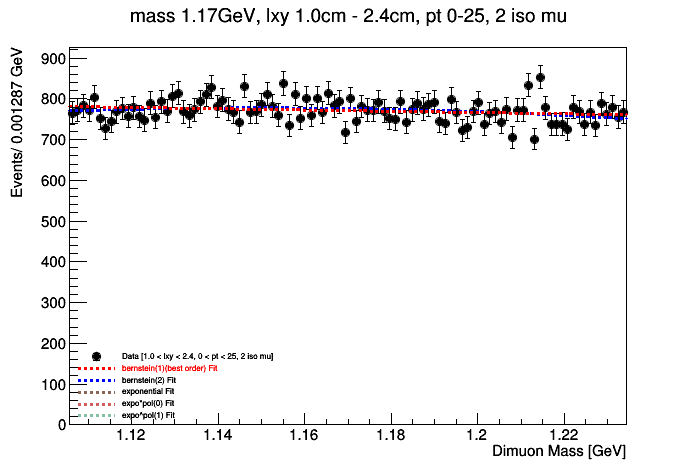 mass 1.17GeV, lxy 1.0cm - 2.4cm, pt 0-25, 2 iso mu
Events/ 0.001287 GeV
900
800
700
600
500
400
300
200
100
0
Data [1.0 < lxy < 2.4, 0 < pt < 25, 2 iso mu]
bernstein(1)(best order) Fit
bernstein(2) Fit
exponential Fit
expo*pol(0) Fit
expo*pol(1) Fit
1.12 1.14 1.16 1.18 1.2 1.22
Dimuon Mass [GeV]